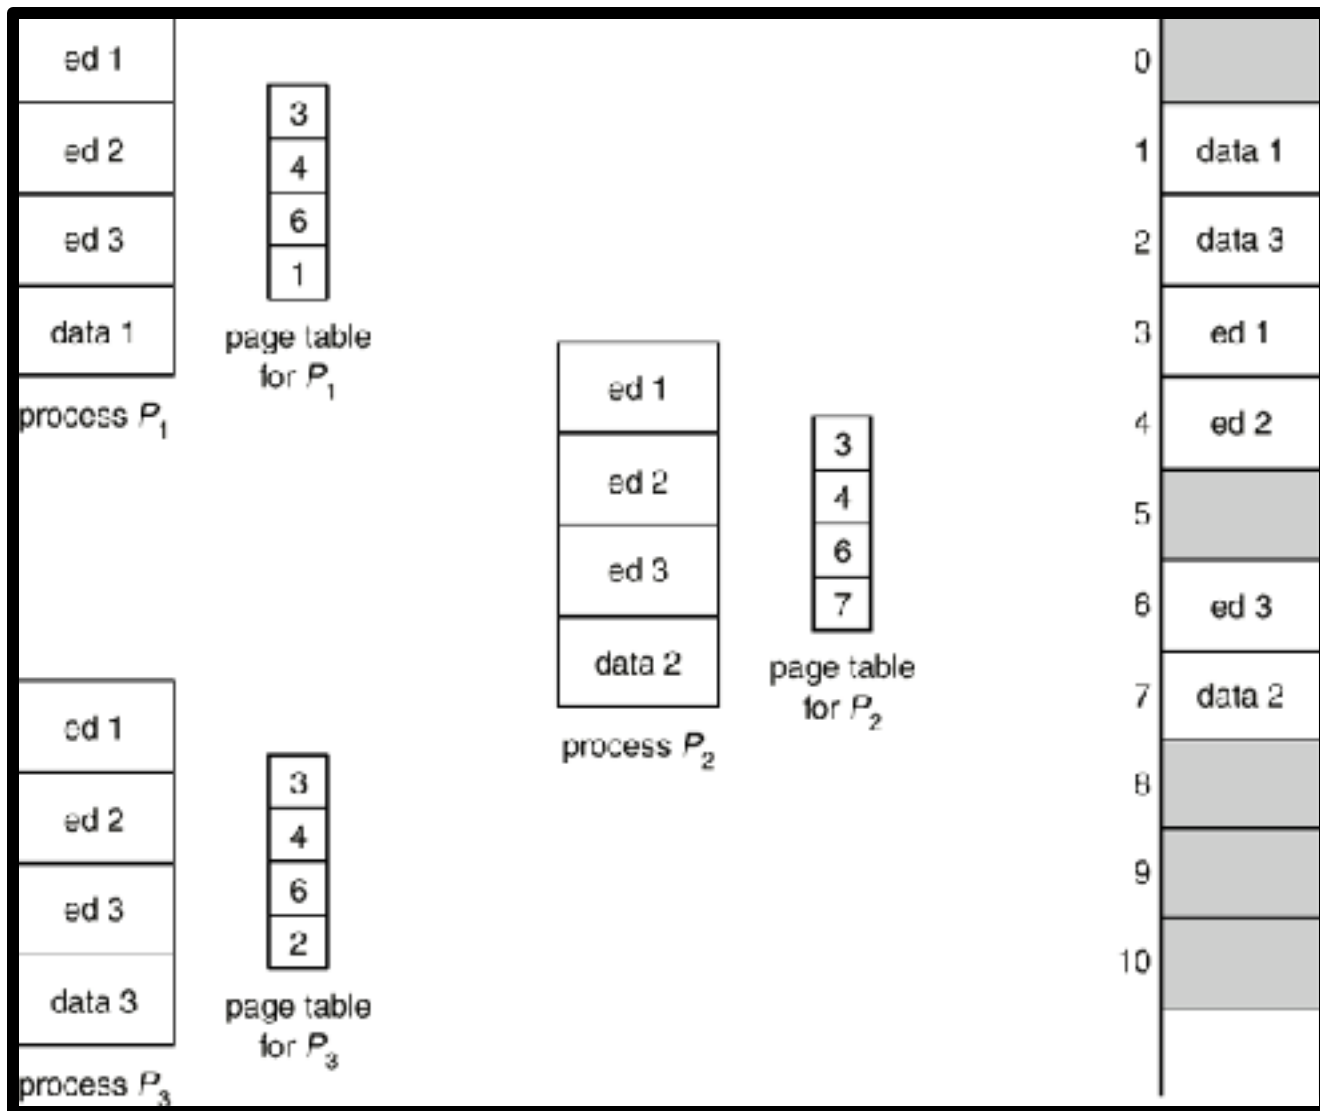 ed 1
ed 2
ed 3
data 1
process P1
3
4
6
1
page table
for P1
ed 1
ed 2
ed 3
data 2
process P2
3
4
6
7
page table
for P2
ed 1
ed 2
ed 3
data 3
process P3
3
4
6
2
page table
for P3
0
1 data 1
2 data 3
3 ed 1
4 ed 2
5
6 ed 3
7 data 2
8
9
10